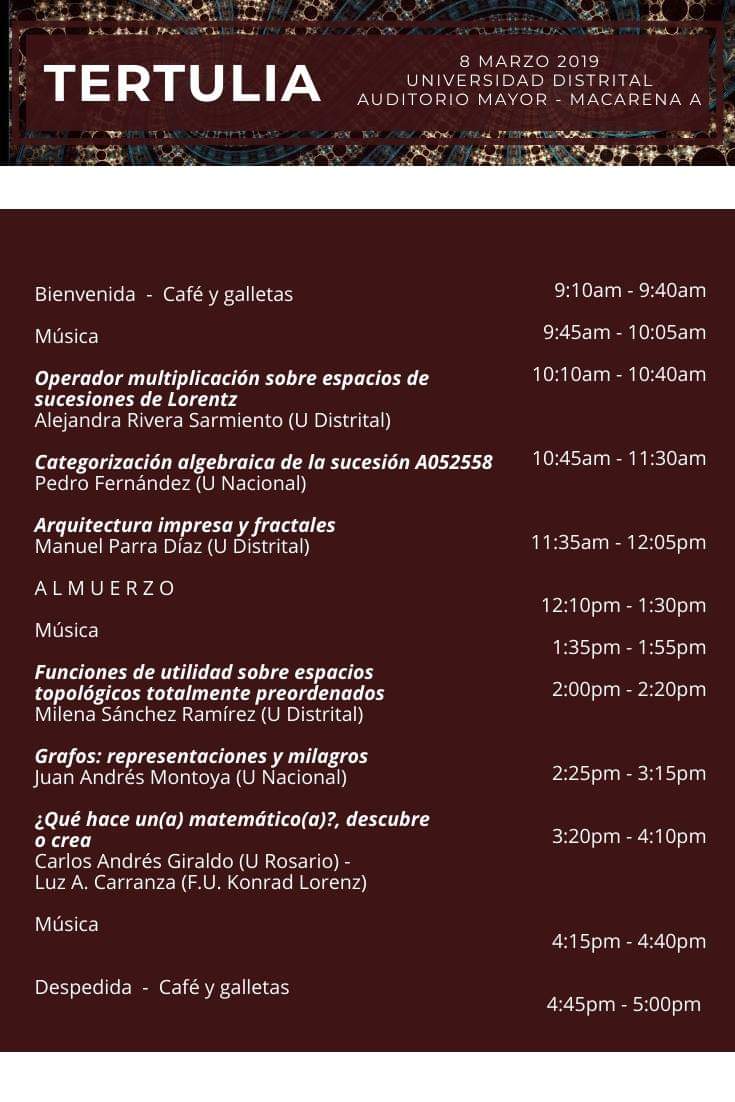 TERTULIA
8 MARZO 2019
UNIVERSIDAD DISTRITAL
AUDITORIO MAYOR - MACARENA A
Bienvenida - Café y galletas 9:10am - 9:40am
Música 9:45am - 10:05am
Operador multiplicación sobre espacios de 10:10am - 10:40am
sucesiones de Lorentz
Alejandra Rivera Sarmiento (U Distrital)
Categorización algebraica de la sucesión A052558 10:45am - 11:30am
Pedro Fernández (U Nacional)
Arquitectura impresa y fractales
Manuel Parra Díaz (U Distrital) 11:35am - 12:05pm
A L M U E R Z O
12:10pm - 1:30pm
Música
1:35pm - 1:55pm
Funciones de utilidad sobre espacios
topológicos totalmente preordenados 2:00pm - 2:20pm
Milena Sánchez Ramírez (U Distrital)
Grafos: representaciones y milagros
Juan Andrés Montoya (U Nacional) 2:25pm - 3:15pm
¿Qué hace un(a) matemático(a)?, descubre
o crea 3:20pm - 4:10pm
Carlos Andrés Giraldo (U Rosario) -
Luz A. Carranza (F.U. Konrad Lorenz)
Música
4:15pm - 4:40pm
Despedida - Café y galletas
4:45pm - 5:00pm